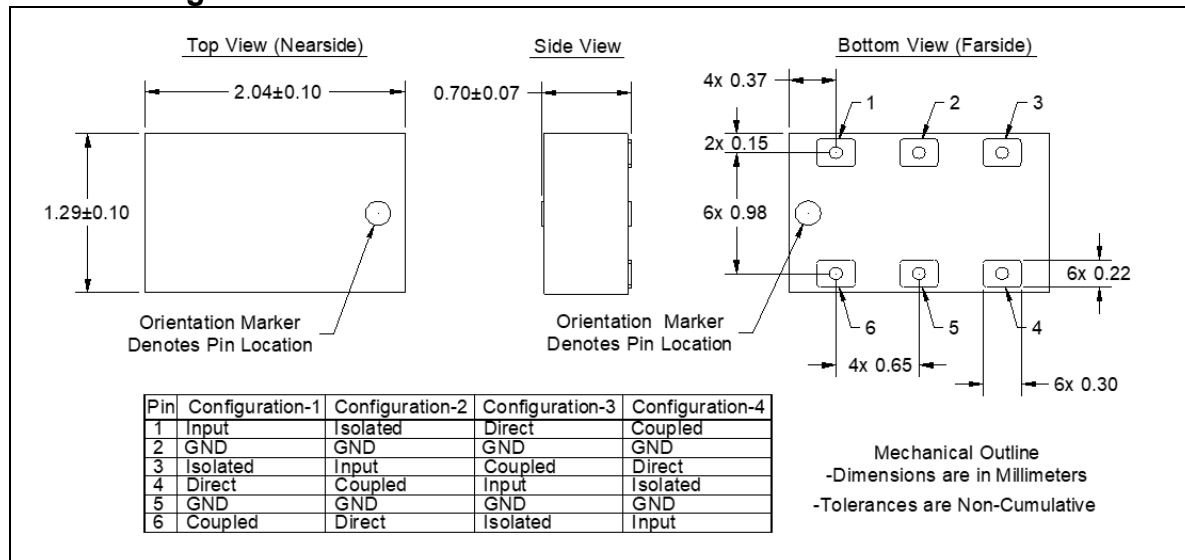 Top View (Nearside)
Side View
Bottom View (Farside)
2.04±0.10
0.70±0.07
4x 0.37
1
2
3
2x 0.15
1.29±0.10
6x 0.98
6x 0.22
Orientation Marker
Denotes Pin Location
Orientation Marker
Denotes Pin Location
6
5
4
4x 0.65
6x 0.30
Pin Configuration-1 Configuration-2 Configuration-3 Configuration-4
1 Input Isolated Direct Coupled
2 GND GND GND GND
3 Isolated Input Coupled Direct
4 Direct Coupled Input Isolated
5 GND GND GND GND
6 Coupled Direct Isolated Input
Mechanical Outline
-Dimensions are in Millimeters
-Tolerances are Non-Cumulative